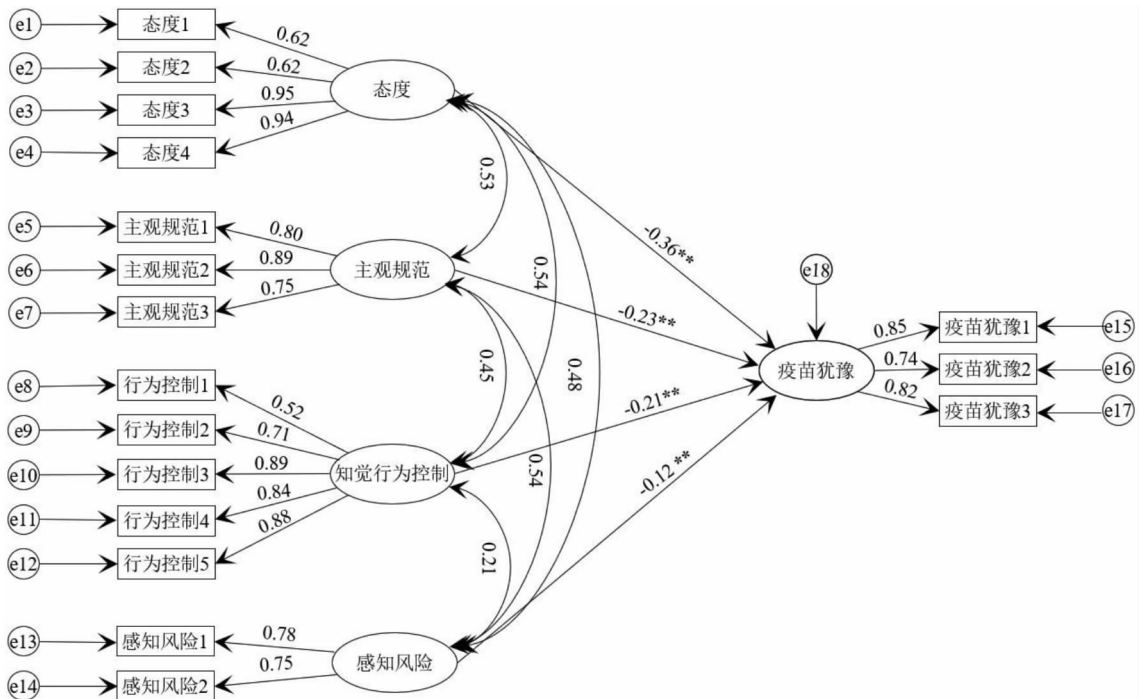 e1
态度1
0.62
e2
态度2
0.62
态度
e3
态度3
0.95
e4
态度4
0.94
0.53
e5
主观规范1
0.80
e6
主观规范2
0.89
主观规范
e7
主观规范3
0.75
-0.36**
0.54
-0.23**
e18
0.85
疫苗犹豫1
e15
疫苗犹豫
0.74
疫苗犹豫2
e16
0.82
疫苗犹豫3
e17
0.45
0.48
e8
行为控制1
0.52
e9
行为控制2
0.71
-0.21**
e10
行为控制3
0.89
知觉行为控制
0.54
-0.12 **
e11
行为控制4
0.84
e12
行为控制5
0.88
0.21
e13
感知风险1
0.78
感知风险
e14
感知风险2
0.75